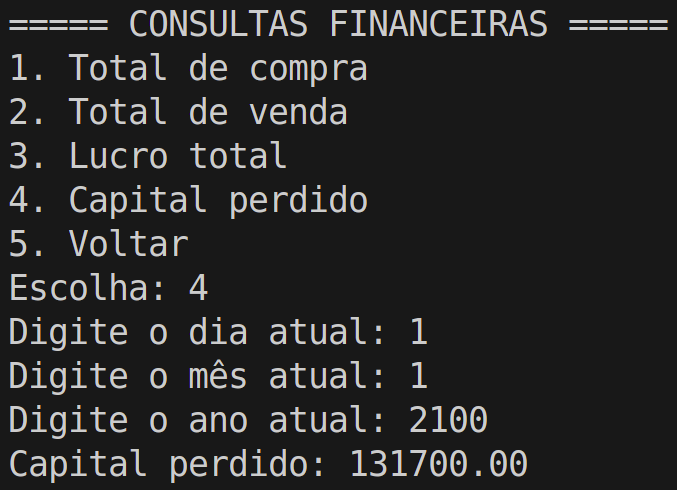 ===== CONSULTAS FINANCEIRAS =====
1. Total de compra
2. Total de venda
3. Lucro total
4. Capital perdido
5. Voltar
Escolha: 4
Digite o dia atual: 1
Digite o mês atual: 1
Digite o ano atual: 2100
Capital perdido: 131700.00